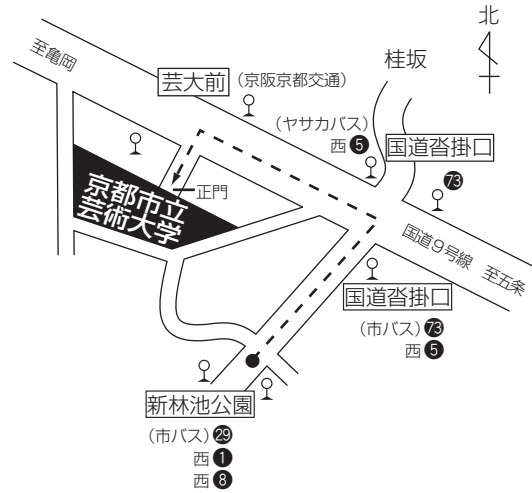 北
至亀岡
芸大前
(京阪京都交通)
桂坂
(ヤサカバス)
西 5
国道沓掛口
73
京都市立
芸術大学
正門
国道9号線 至五条
国道沓掛口
(市バス) 73
西 5
新林池公園
(市バス) 29
西 1
西 8